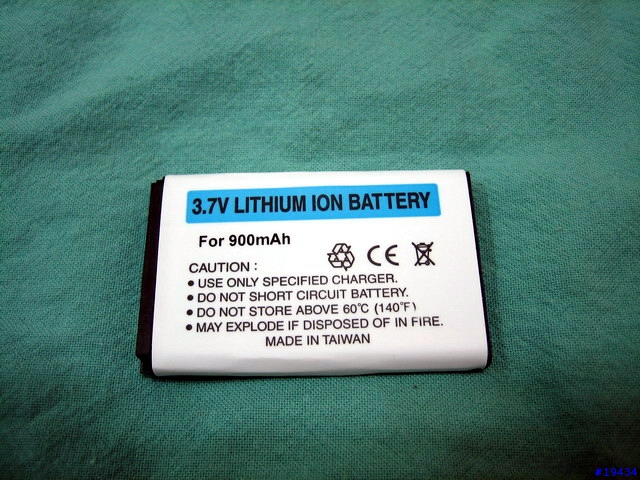 3.7V LITHIUM ION BATTERY
For 900mAh
CE
CAUTION :
• USE ONLY SPECIFIED CHARGER.
• DO NOT SHORT CIRCUIT BATTERY.
• DO NOT STORE ABOVE 60℃ (140℉)
• MAY EXPLODE IF DISPOSED OF IN FIRE.
MADE IN TAIWAN
#19434